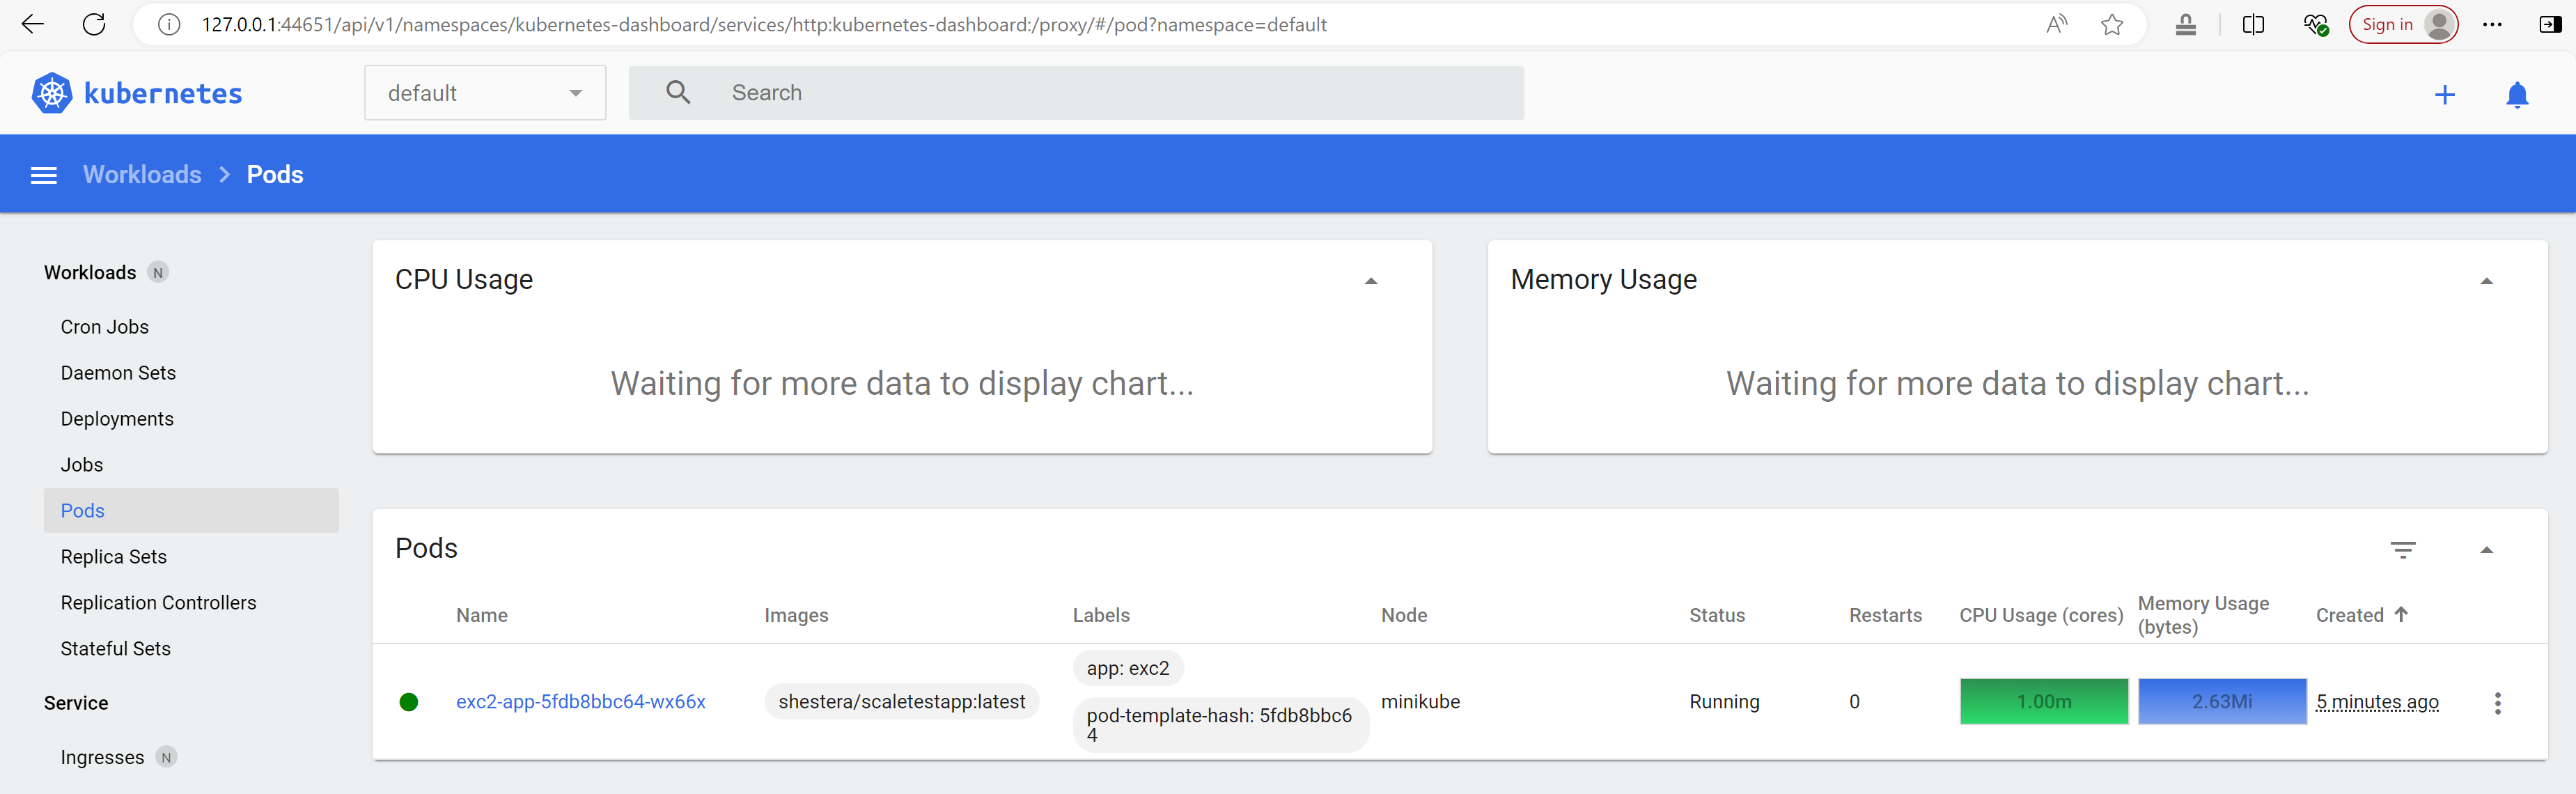 127.0.0.1:44651/api/v1/namespaces/kubernetes-dashboard/services/http:kubernetes-dashboard:/proxy/#/pod?namespace=default
Sign in
kubernetes
default
Search
Workloads
Pods
Workloads N
Cron Jobs
Daemon Sets
Deployments
Jobs
Pods
Replica Sets
Replication Controllers
Stateful Sets
Service
Ingresses N
CPU Usage
Waiting for more data to display chart...
Memory Usage
Waiting for more data to display chart...
Pods
Name Images Labels Node Status Restarts CPU Usage (cores) Memory Usage (bytes) Created
exc2-app-5fdb8bbc64-wx66x
shestera/scaletestapp:latest
app: exc2
pod-template-hash: 5fdb8bbc6
4
minikube
Running
0
1.00m
2.63Mi
5 minutes ago